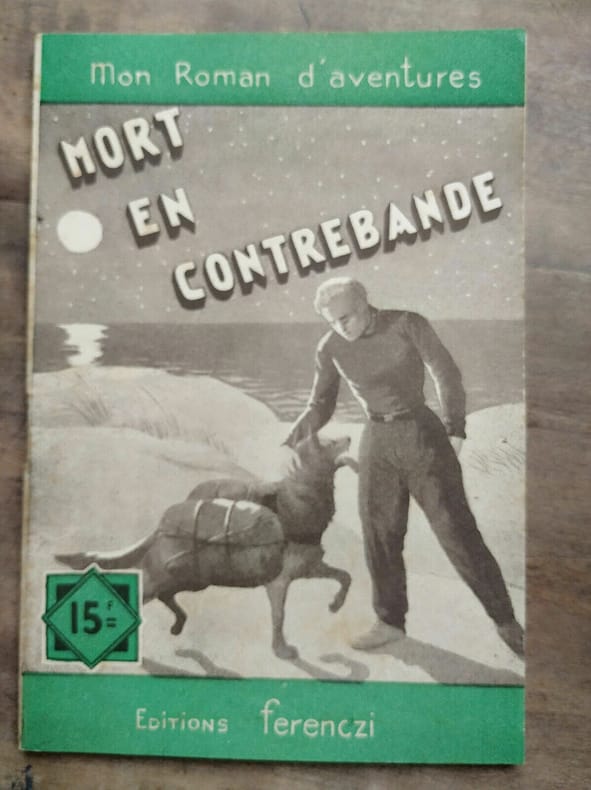 Mon Roman d'aventures
MORT
EN
CONTREBANDE
15F=
Editions ferenczi